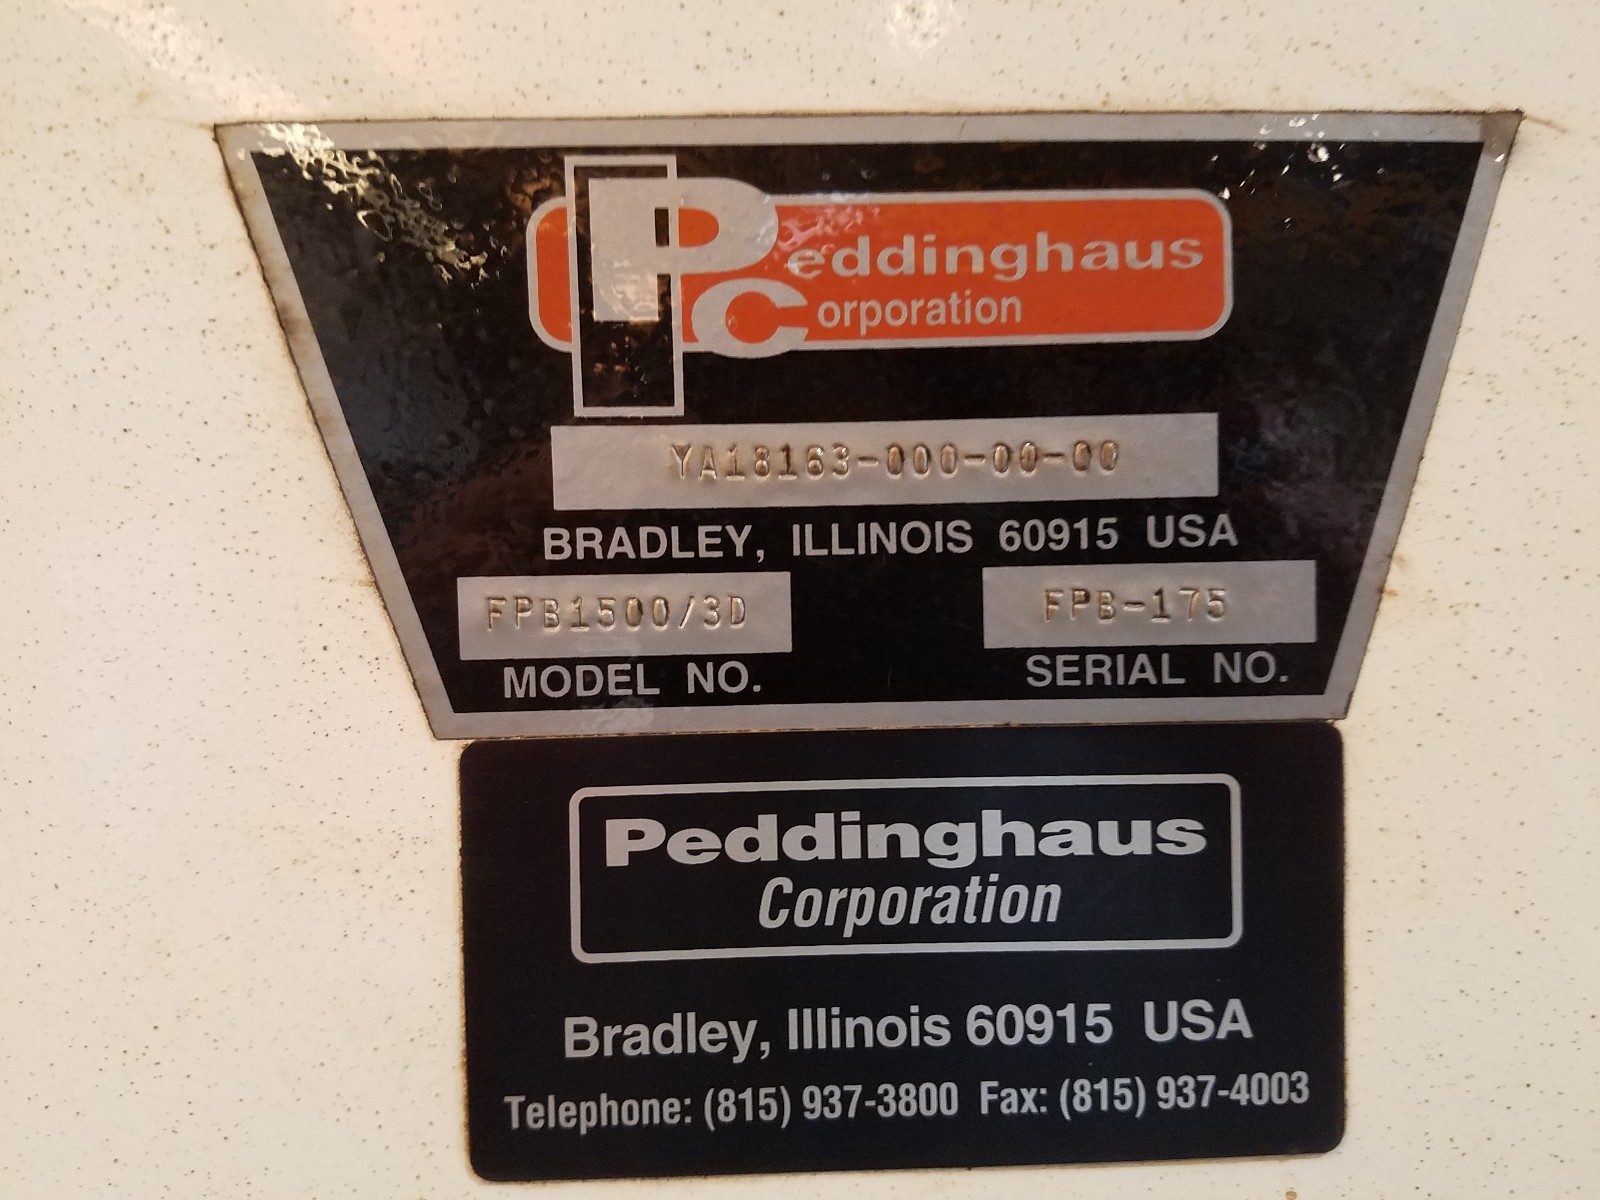 Peddinghaus
Corporation
YA18163-000-00-00
BRADLEY, ILLINOIS 60915 USA
FPB1500/3D FPB-175
MODEL NO. SERIAL NO.
Peddinghaus
Corporation
Bradley, Illinois 60915 USA
Telephone: (815) 937-3800 Fax: (815) 937-4003